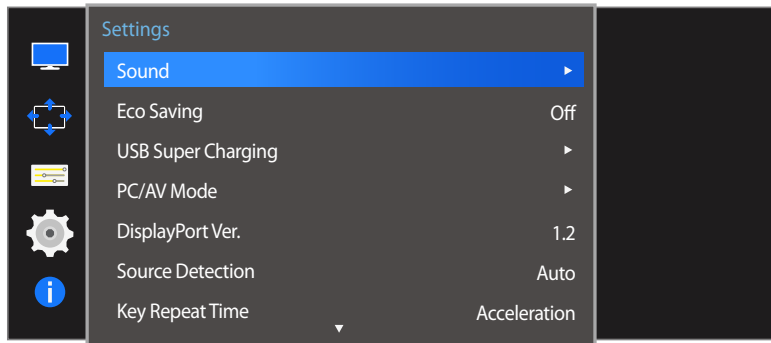 Settings
Sound
Eco Saving Off
USB Super Charging
PC/AV Mode
DisplayPort Ver. 1.2
Source Detection Auto
Key Repeat Time Acceleration